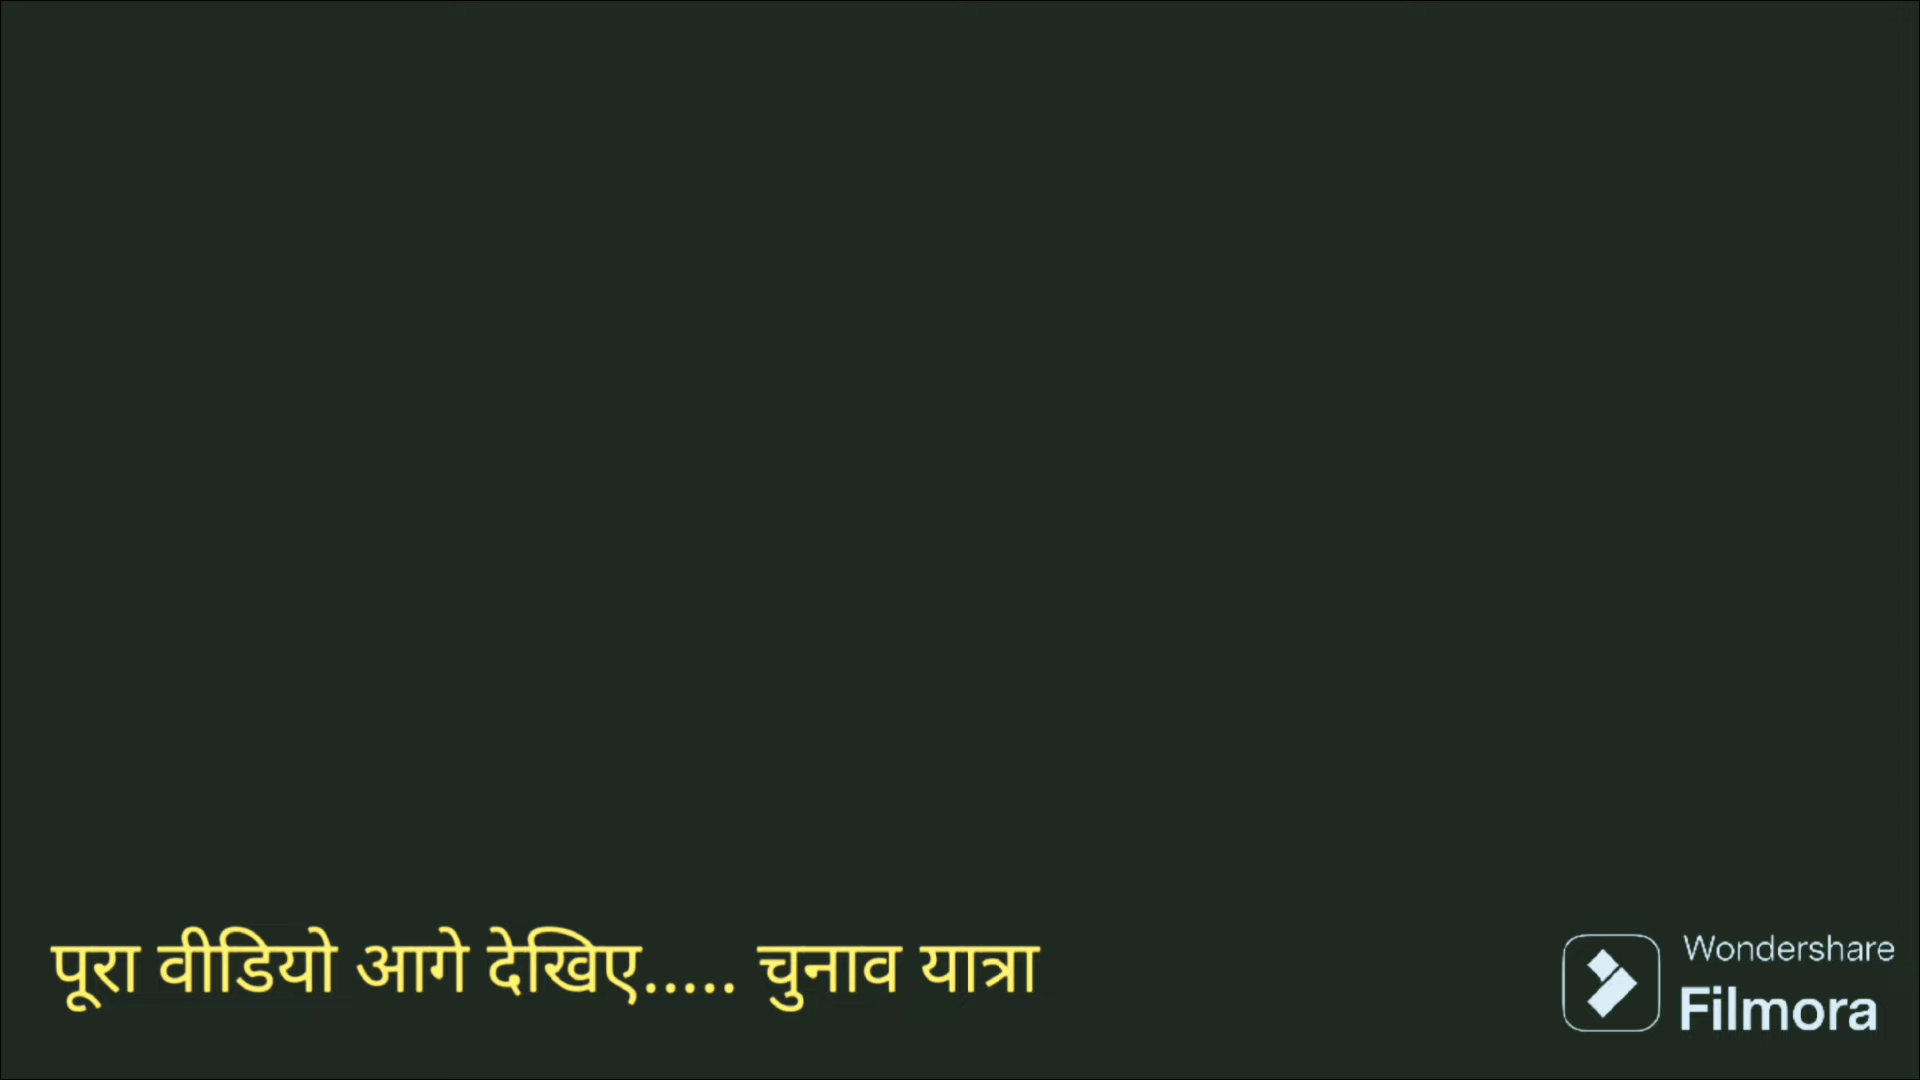 पूरा वीडियो आगे देखिए..... चुनाव यात्रा
Wondershare
Filmora